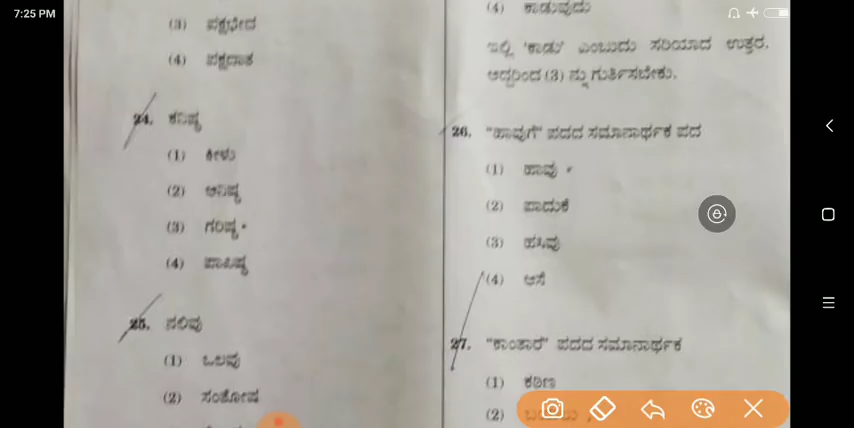 7:25 PM
(3) ಪಕ್ಷಭೇದ
(4) ಪಕ್ಷಪಾತ
24. ಕನಿಷ್ಠ
(1) ಕೀಳು
(2) ಅನಿಷ್ಠ
(3) ಗರಿಷ್ಠ
(4) ಪಾಪಿಷ್ಠ
25. ನಲಿವು
(1) ಒಲವು
(2) ಸಂತೋಷ
(4) ಕಾಡುವುದು
ಇಲ್ಲಿ 'ಕಾಡು' ಎಂಬುದು ಸರಿಯಾದ ಉತ್ತರ.
ಆದ್ದರಿಂದ (3) ನ್ನು ಗುರ್ತಿಸಬೇಕು.
26. "ಹಾವುಗೆ" ಪದದ ಸಮಾನಾರ್ಥಕ ಪದ
(1) ಹಾವು
(2) ಪಾದುಕೆ
(3) ಹಸಿವು
(4) ಆಸೆ
27. "ಕಾಂತಾರ" ಪದದ ಸಮಾನಾರ್ಥಕ
(1) ಕಠಿಣ
(2)